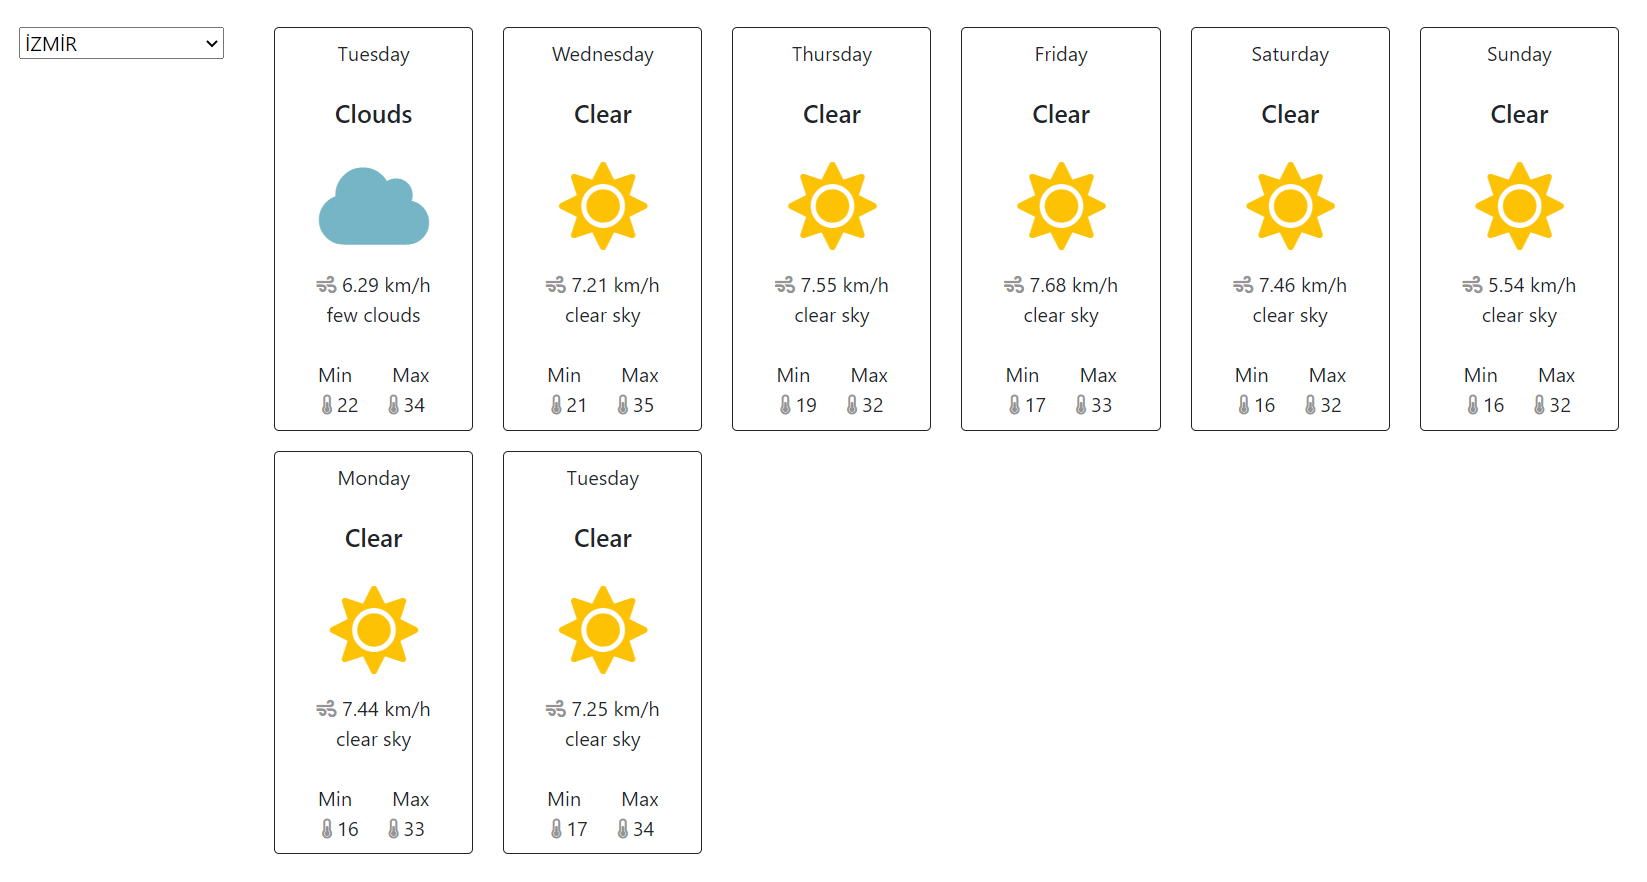 İZMİR
Tuesday
Clouds
6.29 km/h
few clouds
Min Max
22 34
Wednesday
Clear
7.21 km/h
clear sky
Min Max
21 35
Thursday
Clear
7.55 km/h
clear sky
Min Max
19 32
Friday
Clear
7.68 km/h
clear sky
Min Max
17 33
Saturday
Clear
7.46 km/h
clear sky
Min Max
16 32
Sunday
Clear
5.54 km/h
clear sky
Min Max
16 32
Monday
Clear
7.44 km/h
clear sky
Min Max
16 33
Tuesday
Clear
7.25 km/h
clear sky
Min Max
17 34